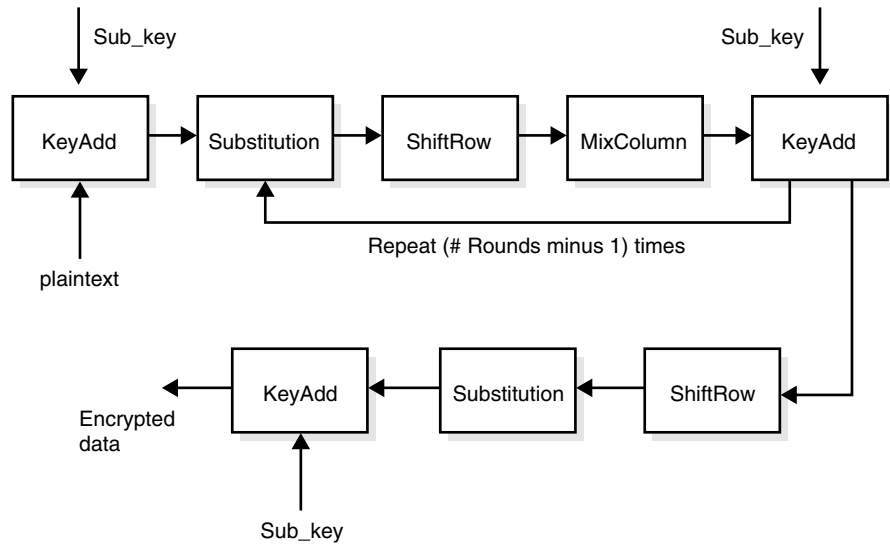 Sub_key
Sub_key
KeyAdd
Substitution
ShiftRow
MixColumn
KeyAdd
Repeat (# Rounds minus 1) times
plaintext
KeyAdd
Substitution
ShiftRow
Encrypted
data
Sub_key